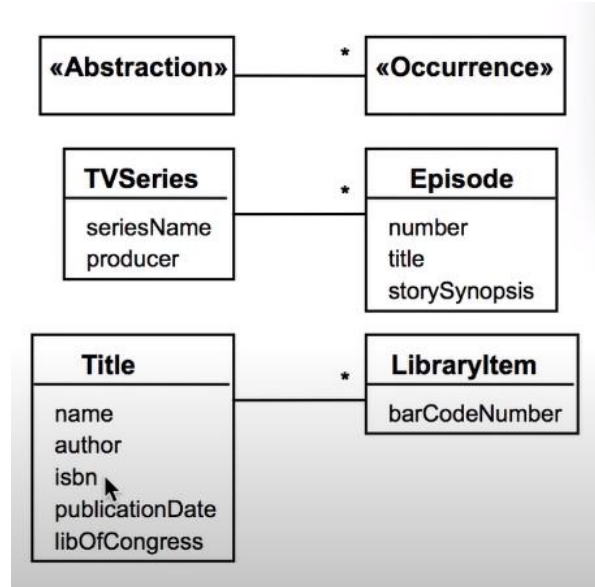 «Abstraction»
*
«Occurrence»
TVSeries
seriesName
producer
*
Episode
number
title
storySynopsis
Title
name
author
isbn
publicationDate
libOfCongress
*
LibraryItem
barCodeNumber